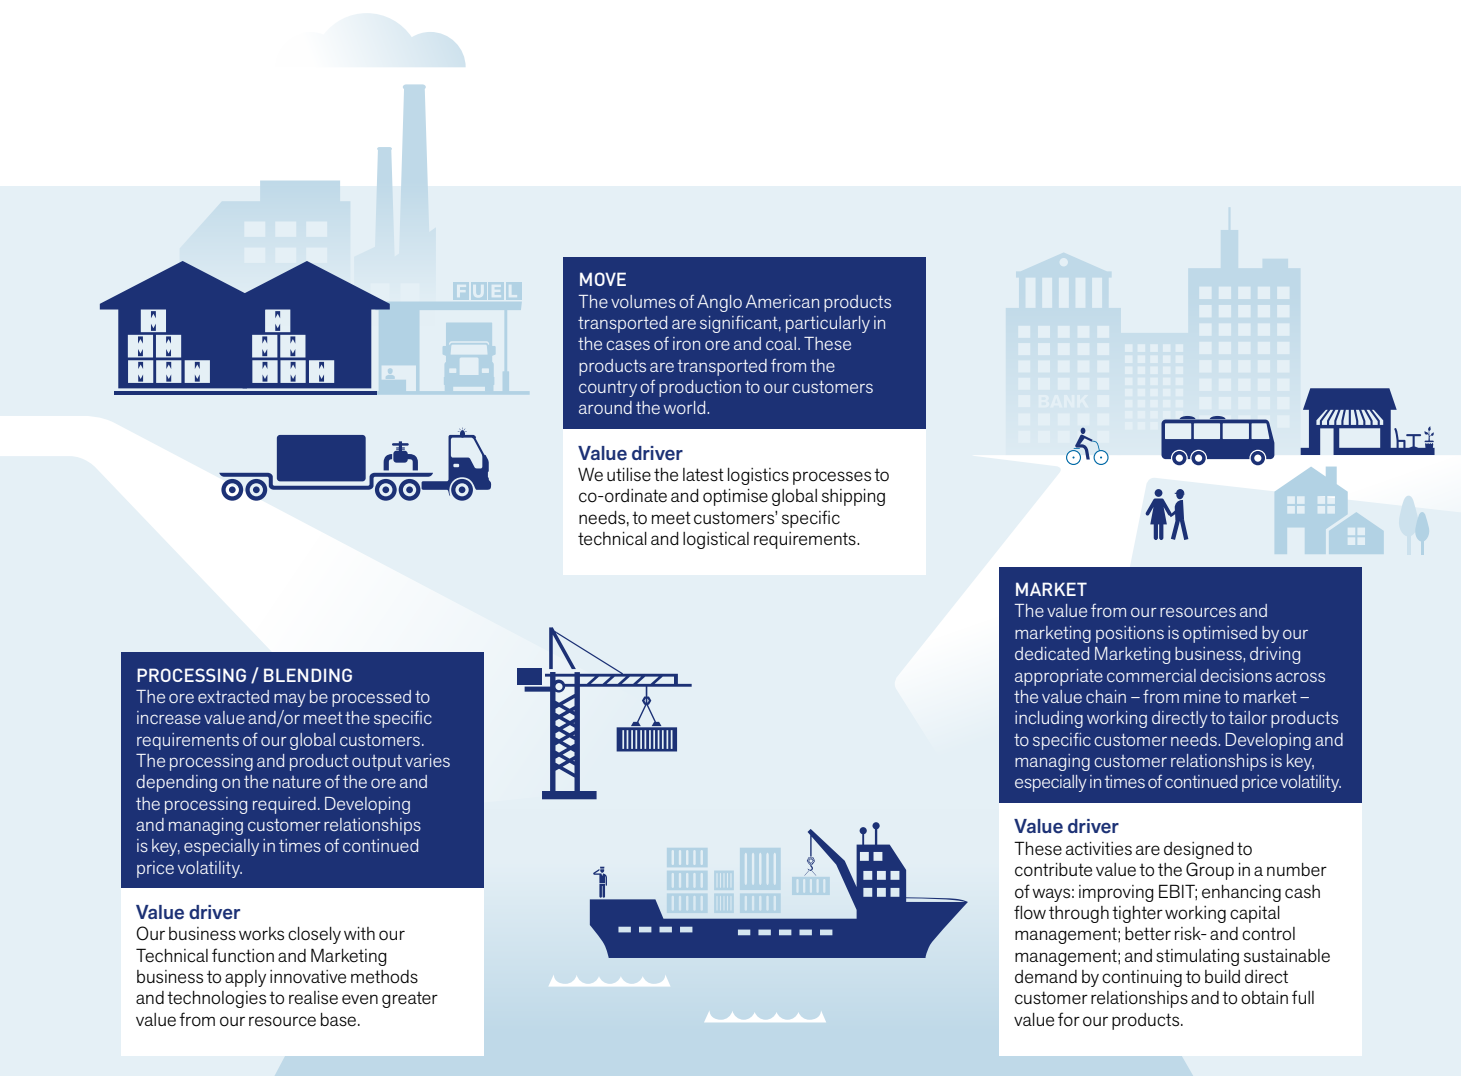 FUEL
MOVE
The volumes of Anglo American products
transported are significant, particularly in
the cases of iron ore and coal. These
products are transported from the
country of production to our customers
around the world.
Value driver
We utilise the latest logistics processes to
co-ordinate and optimise global shipping
needs, to meet customers' specific
technical and logistical requirements.
BANK
PROCESSING / BLENDING
The ore extracted may be processed to
increase value and/or meet the specific
requirements of our global customers.
The processing and product output varies
depending on the nature of the ore and
the processing required. Developing
and managing customer relationships
is key, especially in times of continued
price volatility.
Value driver
Our business works closely with our
Technical function and Marketing
business to apply innovative methods
and technologies to realise even greater
value from our resource base.
MARKET
The value from our resources and
marketing positions is optimised by our
dedicated Marketing business, driving
appropriate commercial decisions across
the value chain – from mine to market –
including working directly to tailor products
to specific customer needs. Developing and
managing customer relationships is key,
especially in times of continued price volatility.
Value driver
These activities are designed to
contribute value to the Group in a number
of ways: improving EBIT; enhancing cash
flow through tighter working capital
management; better risk- and control
management; and stimulating sustainable
demand by continuing to build direct
customer relationships and to obtain full
value for our products.